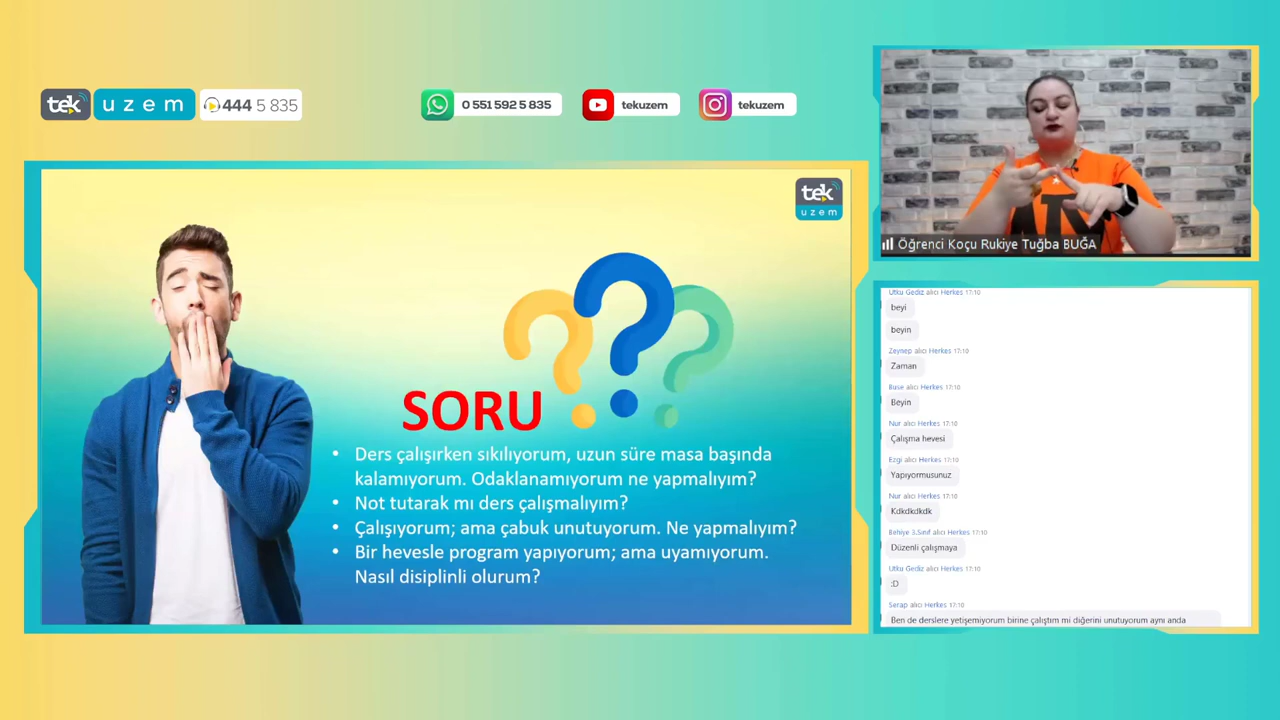 tek uzem 444 5 835
0 551 592 5 835
tekuzem
tekuzem
tek
uzem
SORU
• Ders çalışırken sıkılıyorum, uzun süre masa başında
kalamıyorum. Odaklanamıyorum ne yapmalıyım?
• Not tutarak mı ders çalışmalıyım?
• Çalışıyorum; ama çabuk unutuyorum. Ne yapmalıyım?
• Bir hevesle program yapıyorum; ama uyamıyorum.
Nasıl disiplinli olurum?
Öğrenci Koçu Rukiye Tuğba BUĞA
Utku Gediz alıcı Herkes 17:10
beyi
beyin
Zeynep alıcı Herkes 17:10
Zaman
Buse alıcı Herkes 17:10
Beyin
Nur alıcı Herkes 17:10
Çalışma hevesi
Ezgi alıcı Herkes 17:10
Yapıyormusunuz
Nur alıcı Herkes 17:10
Kdkdkdkdk
Behiye 3.Sınıf alıcı Herkes 17:10
Düzenli çalışmaya
Utku Gediz alıcı Herkes 17:10
:D
Serap alıcı Herkes 17:10
Ben de derslere yetişemiyorum birine çalıştım mi diğerini unutuyorum aynı anda